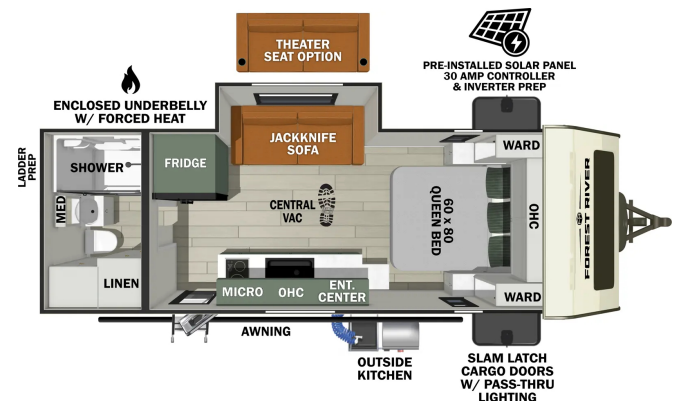 THEATER
SEAT OPTION
PRE-INSTALLED SOLAR PANEL
30 AMP CONTROLLER
& INVERTER PREP
ENCLOSED UNDERBELLY
W/ FORCED HEAT
LADDER
PREP
SHOWER
FRIDGE
JACKKNIFE
SOFA
WARD
MED
CENTRAL
VAC
60 X 80
QUEEN BED
OHC
FOREST RIVER
LINEN
MICRO
OHC
ENT.
CENTER
WARD
AWNING
OUTSIDE
KITCHEN
SLAM LATCH
CARGO DOORS
W/ PASS-THRU
LIGHTING